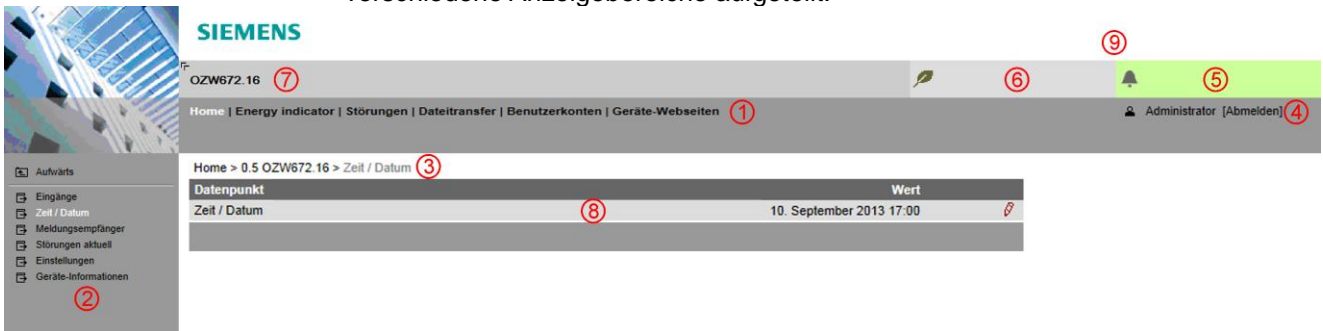 SIEMENS
⑨
OZW672.16 ⑦ ⑥ ⑤
Home | Energy indicator | Störungen | Dateitransfer | Benutzerkonten | Geräte-Webseiten ① Administrator [Abmelden] ④
Home > 0.5 OZW672.16 > Zeit / Datum ③
Datenpunkt Wert
Zeit / Datum ⑧ 10. September 2013 17:00
Aufwärts
Eingänge
Zeit / Datum
Meldungsempfänger
Störungen aktuell
Einstellungen
Geräte-Informationen
②